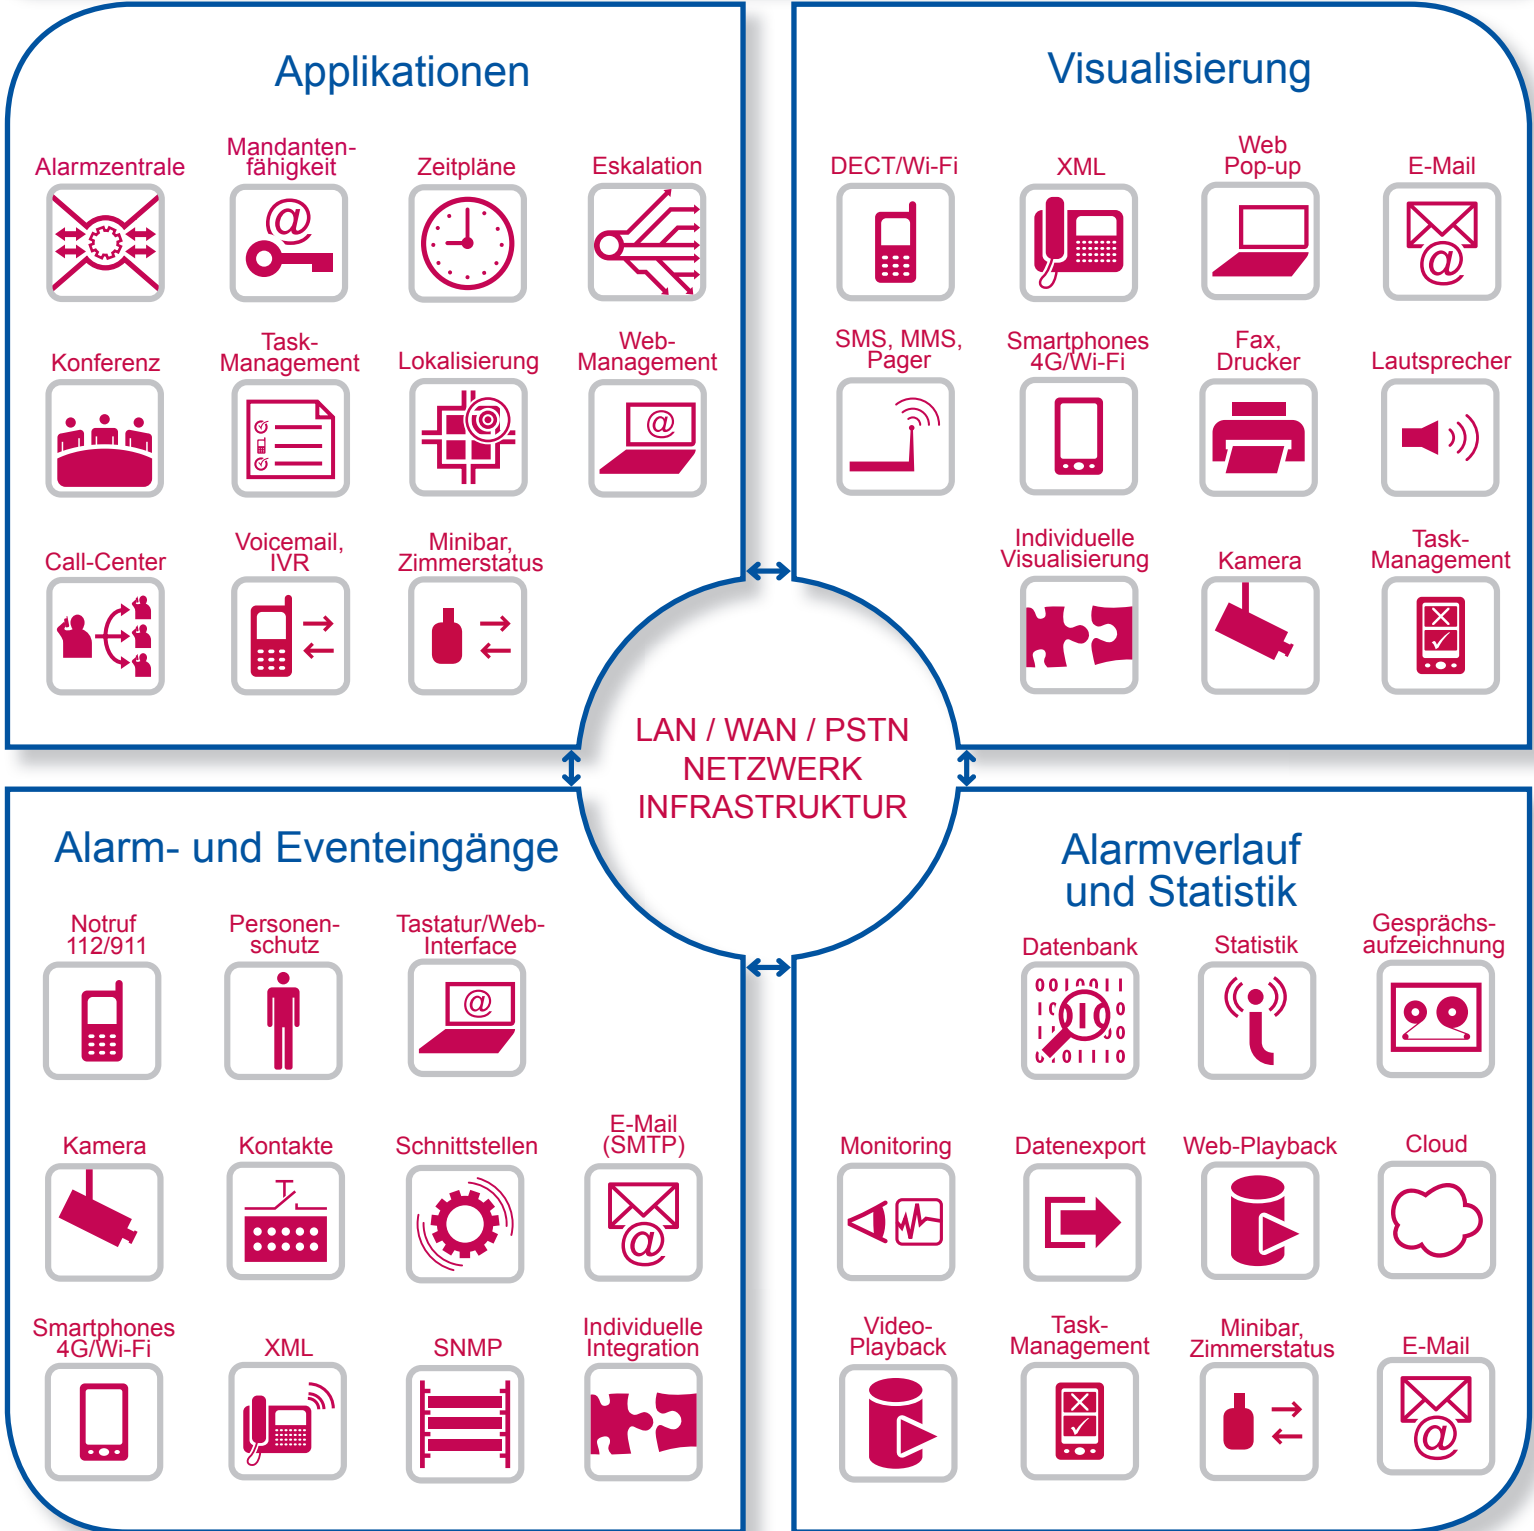 Applikationen
Alarmzentrale
Mandanten-
fähigkeit
Zeitpläne
Eskalation
Konferenz
Task-
Management
Lokalisierung
Web-
Management
Call-Center
Voicemail,
IVR
Minibar,
Zimmerstatus
Visualisierung
DECT/Wi-Fi
XML
Web
Pop-up
E-Mail
SMS, MMS,
Pager
Smartphones
4G/Wi-Fi
Fax,
Drucker
Lautsprecher
Individuelle
Visualisierung
Kamera
Task-
Management
LAN / WAN / PSTN
NETZWERK
INFRASTRUKTUR
Alarm- und Eventeingänge
Notruf
112/911
Personen-
schutz
Tastatur/Web-
Interface
Kamera
Kontakte
Schnittstellen
E-Mail
(SMTP)
Smartphones
4G/Wi-Fi
XML
SNMP
Individuelle
Integration
Alarmverlauf
und Statistik
Datenbank
Statistik
Gesprächs-
aufzeichnung
Monitoring
Datenexport
Web-Playback
Cloud
Video-
Playback
Task-
Management
Minibar,
Zimmerstatus
E-Mail